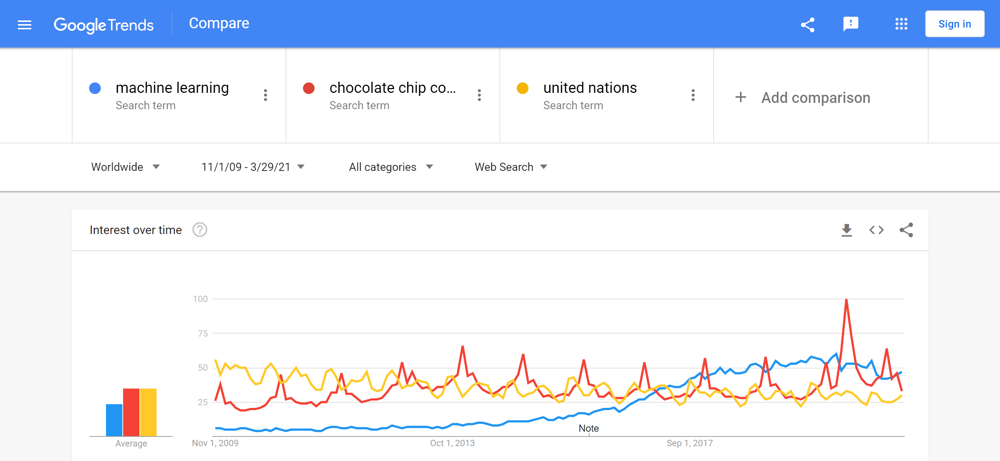 Google Trends
Compare
Sign in
machine learning
Search term
chocolate chip co...
Search term
united nations
Search term
+ Add comparison
Worldwide
11/1/09 - 3/29/21
All categories
Web Search
Interest over time
100
75
50
25
Note
Average
Nov 1, 2009
Oct 1, 2013
Sep 1, 2017